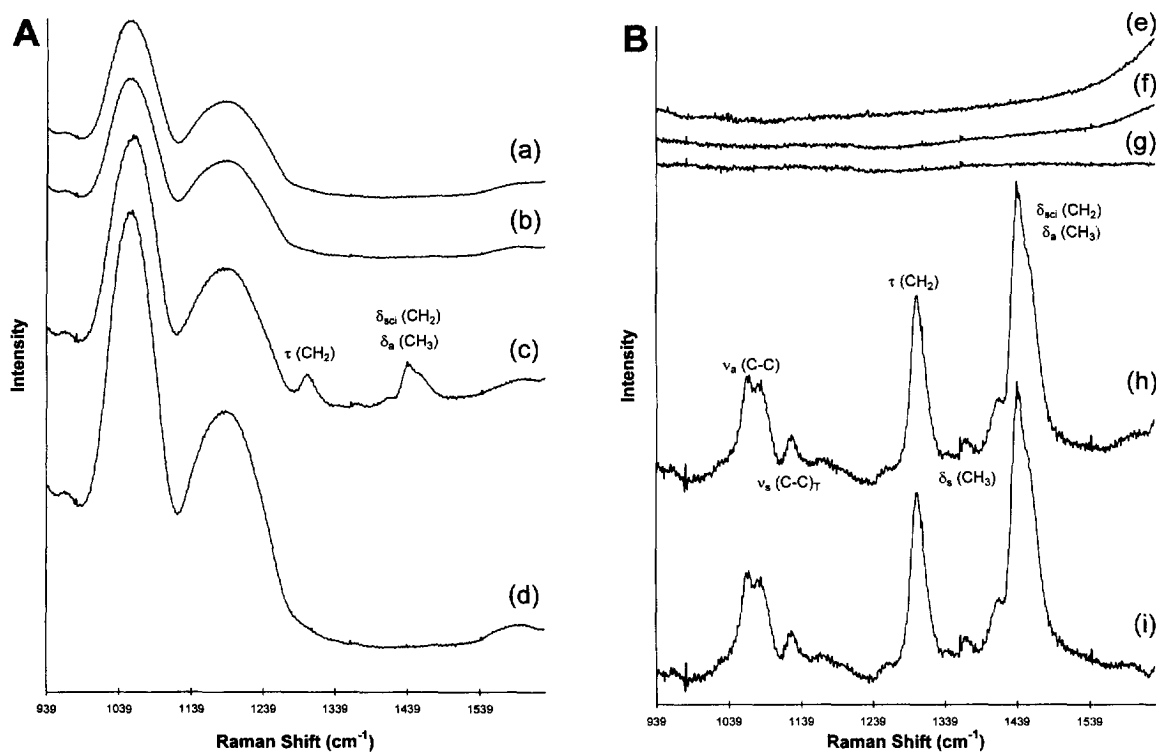 A
(a)
(b)
(c)
(d)
τ (CH₂)
δsci (CH₂)
δa (CH₃)
Intensity
939 1039 1139 1239 1339 1439 1539
Raman Shift (cm⁻¹)
B
(e)
(f)
(g)
(h)
(i)
νa (C-C)
νs (C-C)T
τ (CH₂)
δs (CH₃)
δsci (CH₂)
δa (CH₃)
Intensity
939 1039 1139 1239 1339 1439 1539
Raman Shift (cm⁻¹)